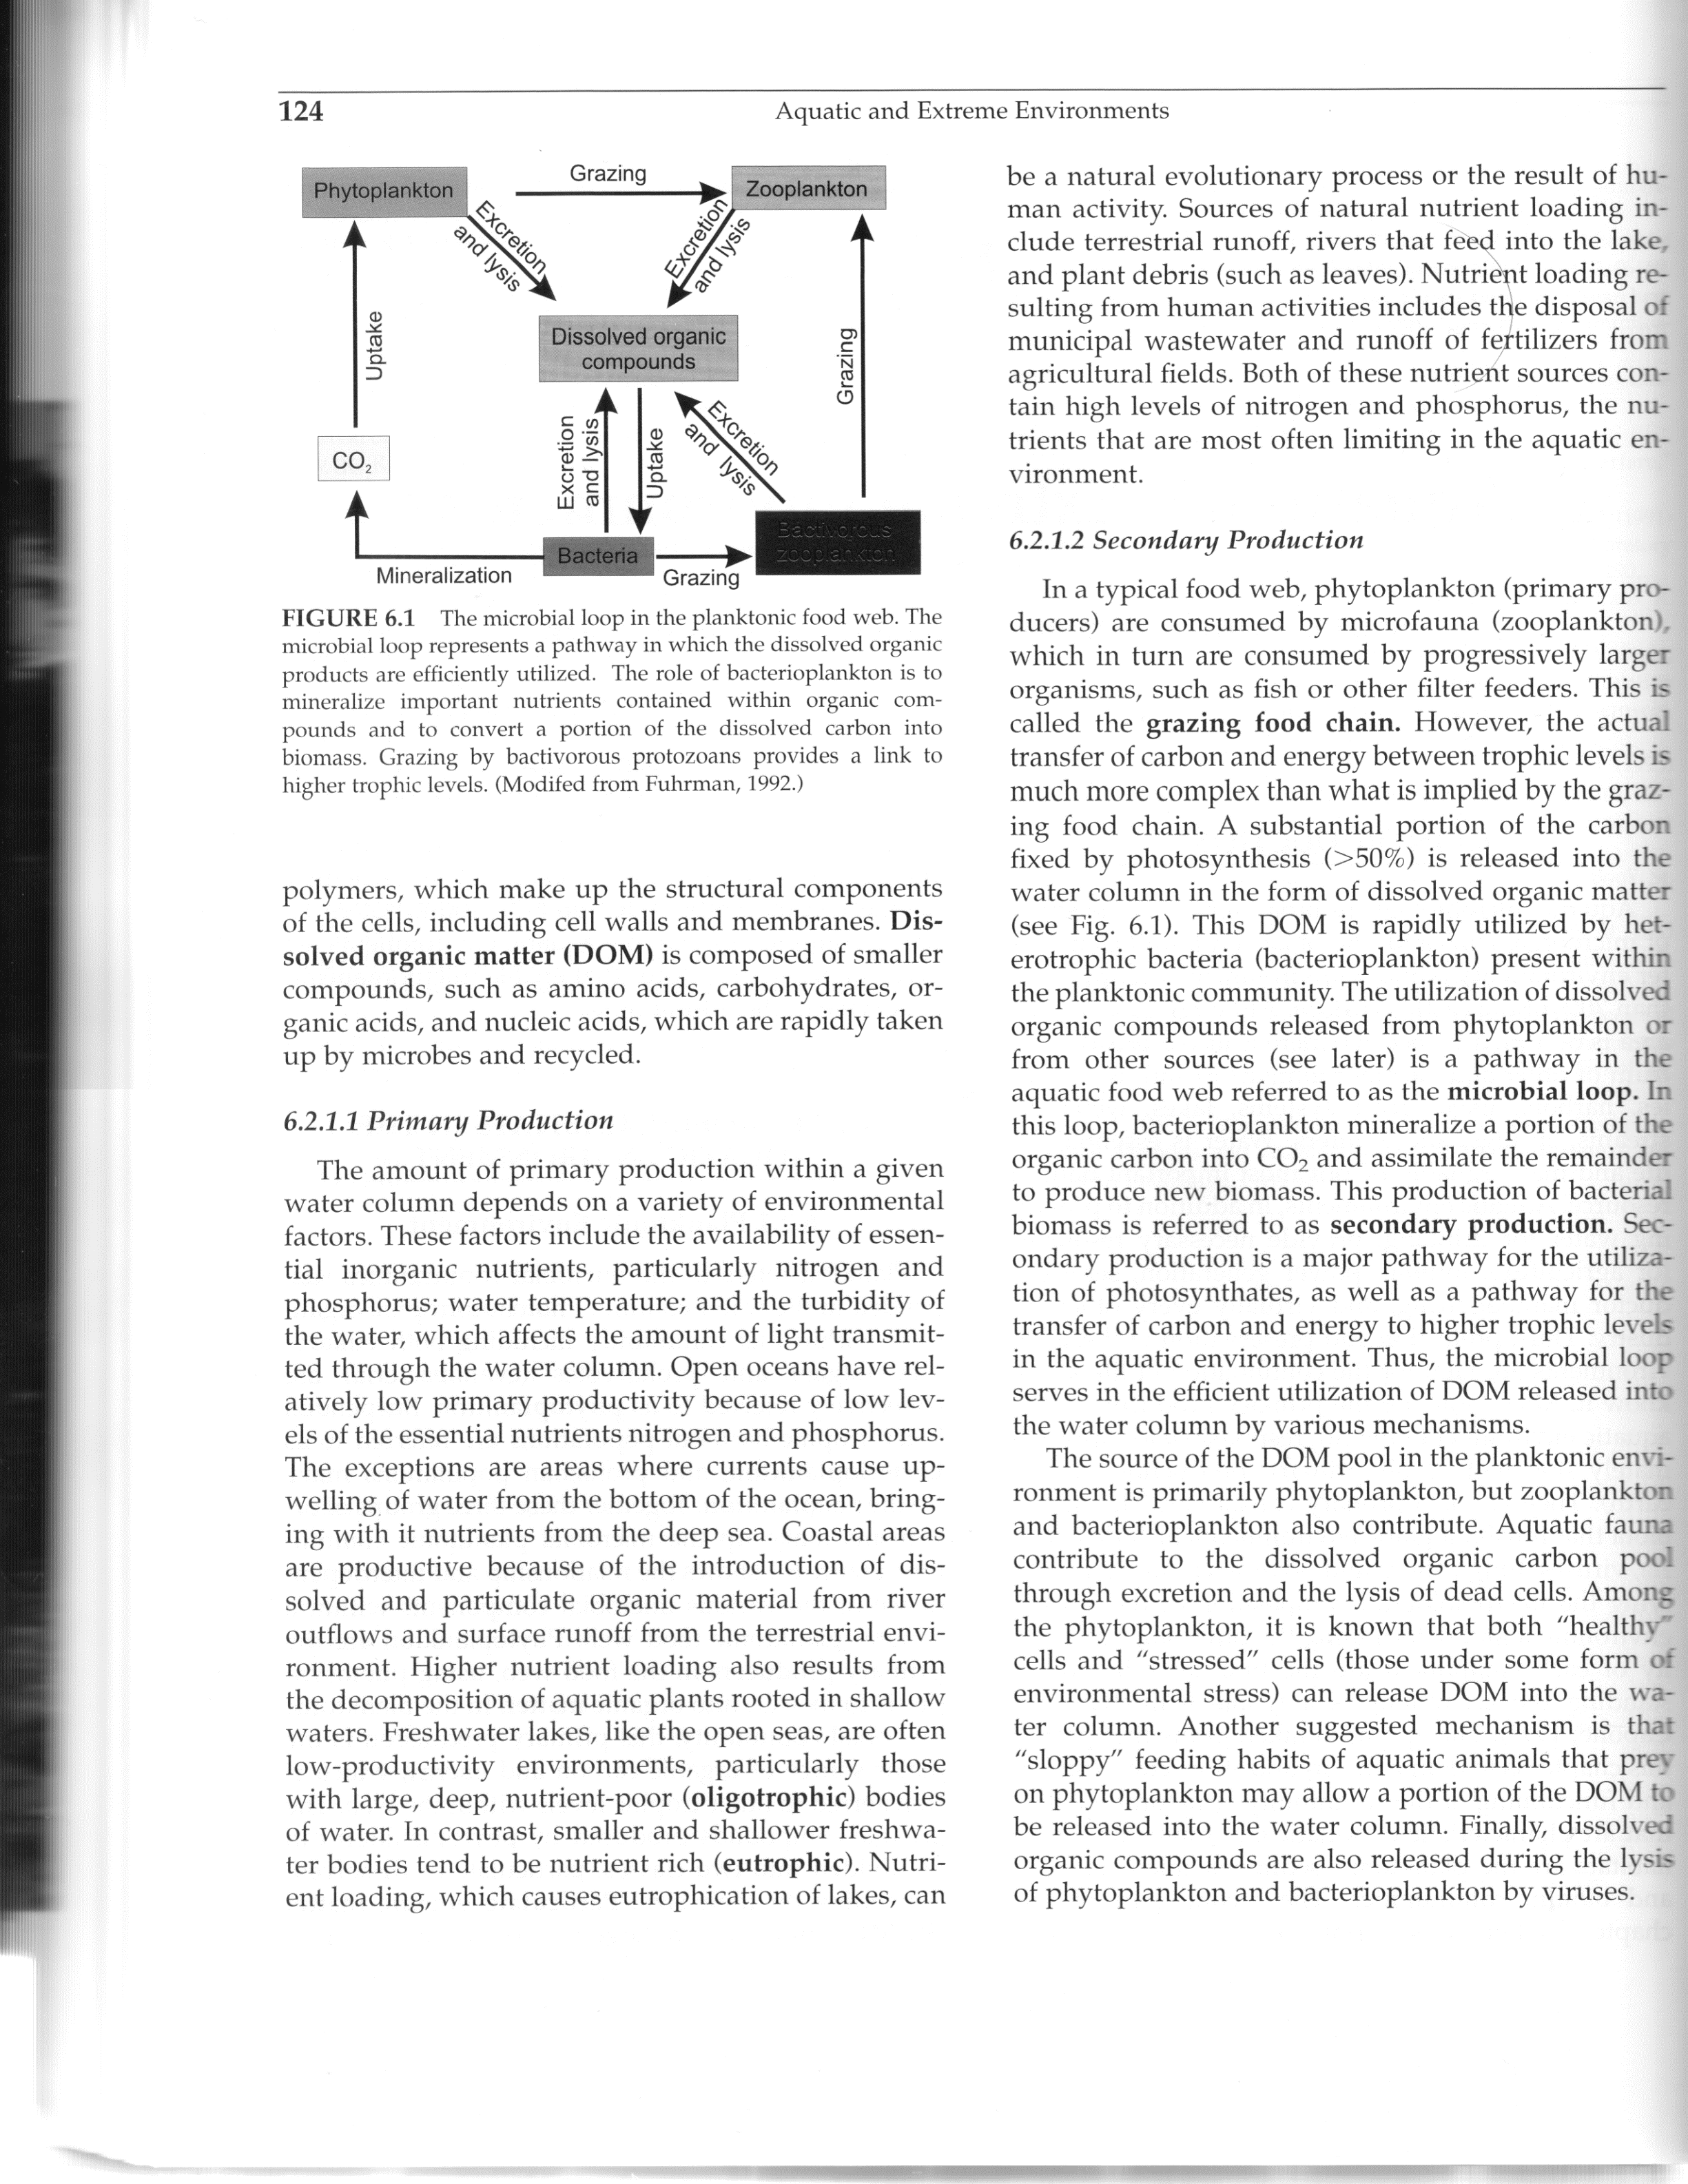 124
Aquatic and Extreme Environments
Phytoplankton
Grazing
Zooplankton
Excretion
and lysis
Excretion
and lysis
Uptake
Dissolved organic
compounds
Grazing
CO₂
Excretion
and lysis
Uptake
Excretion
and lysis
Bacteria
Bactivorous
zooplankton
Mineralization
Grazing
FIGURE 6.1 The microbial loop in the planktonic food web. The
microbial loop represents a pathway in which the dissolved organic
products are efficiently utilized. The role of bacterioplankton is to
mineralize important nutrients contained within organic com-
pounds and to convert a portion of the dissolved carbon into
biomass. Grazing by bactivorous protozoans provides a link to
higher trophic levels. (Modifed from Fuhrman, 1992.)
polymers, which make up the structural components
of the cells, including cell walls and membranes. Dis-
solved organic matter (DOM) is composed of smaller
compounds, such as amino acids, carbohydrates, or-
ganic acids, and nucleic acids, which are rapidly taken
up by microbes and recycled.
6.2.1.1 Primary Production
The amount of primary production within a given
water column depends on a variety of environmental
factors. These factors include the availability of essen-
tial inorganic nutrients, particularly nitrogen and
phosphorus; water temperature; and the turbidity of
the water, which affects the amount of light transmit-
ted through the water column. Open oceans have rel-
atively low primary productivity because of low lev-
els of the essential nutrients nitrogen and phosphorus.
The exceptions are areas where currents cause up-
welling of water from the bottom of the ocean, bring-
ing with it nutrients from the deep sea. Coastal areas
are productive because of the introduction of dis-
solved and particulate organic material from river
outflows and surface runoff from the terrestrial envi-
ronment. Higher nutrient loading also results from
the decomposition of aquatic plants rooted in shallow
waters. Freshwater lakes, like the open seas, are often
low-productivity environments, particularly those
with large, deep, nutrient-poor (oligotrophic) bodies
of water. In contrast, smaller and shallower freshwa-
ter bodies tend to be nutrient rich (eutrophic). Nutri-
ent loading, which causes eutrophication of lakes, can
be a natural evolutionary process or the result of hu-
man activity. Sources of natural nutrient loading in-
clude terrestrial runoff, rivers that feed into the lake,
and plant debris (such as leaves). Nutrient loading re-
sulting from human activities includes the disposal of
municipal wastewater and runoff of fertilizers from
agricultural fields. Both of these nutrient sources con-
tain high levels of nitrogen and phosphorus, the nu-
trients that are most often limiting in the aquatic en-
vironment.
6.2.1.2 Secondary Production
In a typical food web, phytoplankton (primary pro-
ducers) are consumed by microfauna (zooplankton),
which in turn are consumed by progressively larger
organisms, such as fish or other filter feeders. This is
called the grazing food chain. However, the actual
transfer of carbon and energy between trophic levels is
much more complex than what is implied by the graz-
ing food chain. A substantial portion of the carbon
fixed by photosynthesis (>50%) is released into the
water column in the form of dissolved organic matter
(see Fig. 6.1). This DOM is rapidly utilized by het-
erotrophic bacteria (bacterioplankton) present within
the planktonic community. The utilization of dissolved
organic compounds released from phytoplankton or
from other sources (see later) is a pathway in the
aquatic food web referred to as the microbial loop. In
this loop, bacterioplankton mineralize a portion of the
organic carbon into CO₂ and assimilate the remainder
to produce new biomass. This production of bacterial
biomass is referred to as secondary production. Sec-
ondary production is a major pathway for the utiliza-
tion of photosynthates, as well as a pathway for the
transfer of carbon and energy to higher trophic levels
in the aquatic environment. Thus, the microbial loop
serves in the efficient utilization of DOM released into
the water column by various mechanisms.
The source of the DOM pool in the planktonic envi-
ronment is primarily phytoplankton, but zooplankton
and bacterioplankton also contribute. Aquatic fauna
contribute to the dissolved organic carbon pool
through excretion and the lysis of dead cells. Among
the phytoplankton, it is known that both "healthy"
cells and "stressed" cells (those under some form of
environmental stress) can release DOM into the wa-
ter column. Another suggested mechanism is that
"sloppy" feeding habits of aquatic animals that prey
on phytoplankton may allow a portion of the DOM to
be released into the water column. Finally, dissolved
organic compounds are also released during the lysis
of phytoplankton and bacterioplankton by viruses.